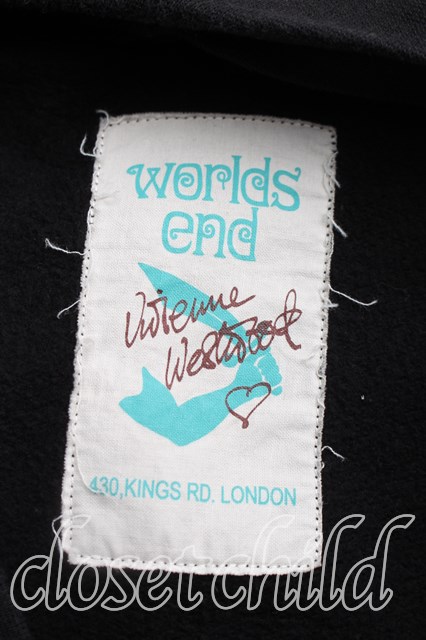 worlds
end
Vivienne
Westwood
430,KINGS RD. LONDON
closet child